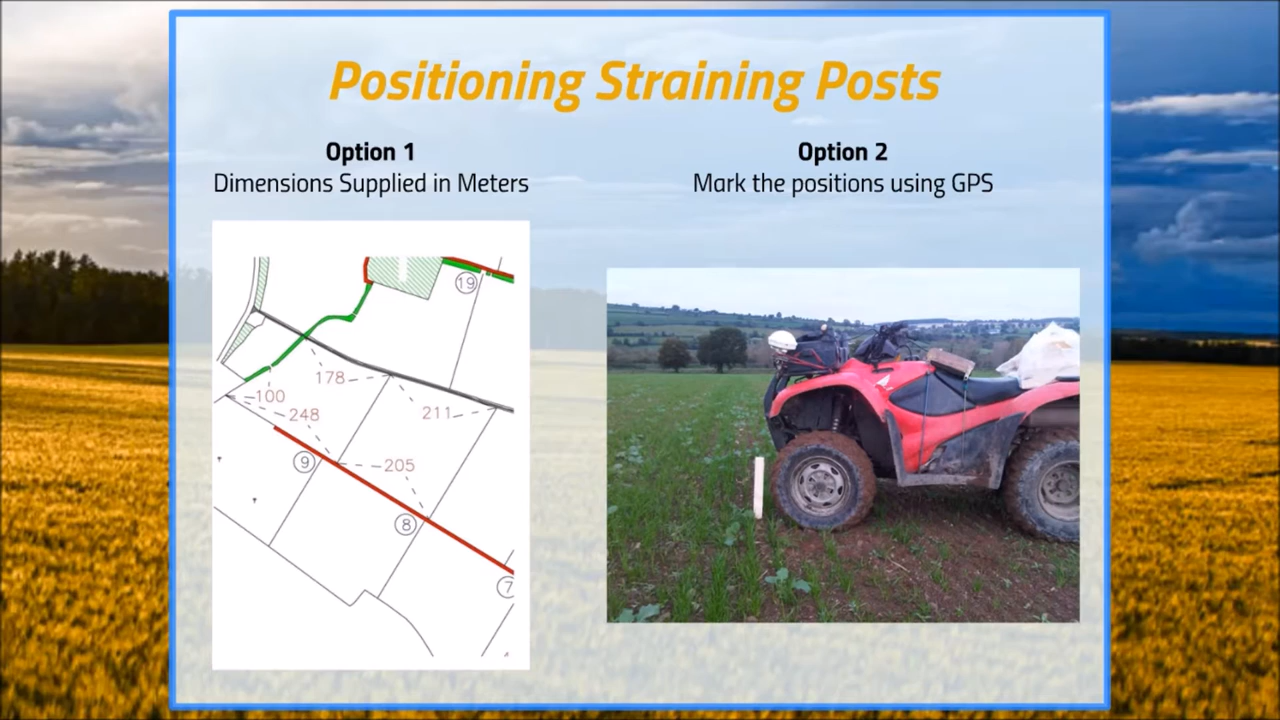 Positioning Straining Posts
Option 1
Dimensions Supplied in Meters
Option 2
Mark the positions using GPS
19
178
100
248
211
9
205
8
7